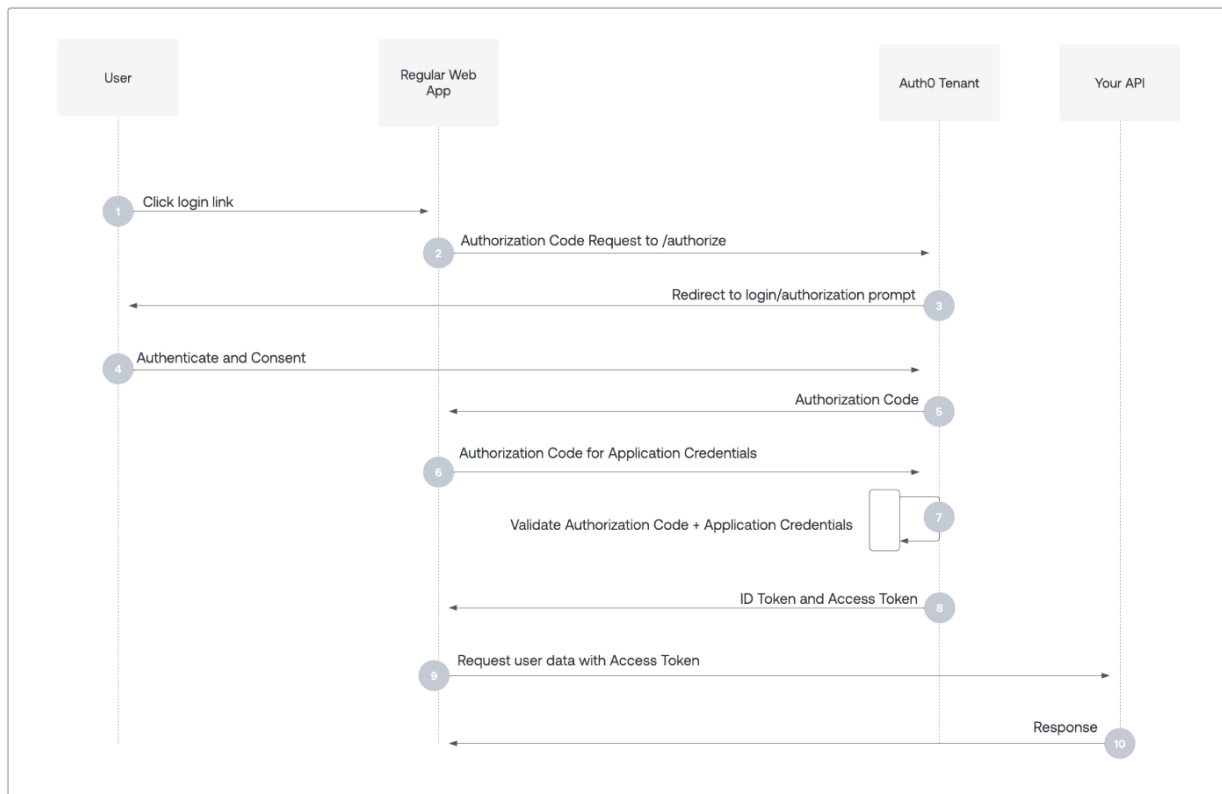 User
Regular Web
App
Auth0 Tenant
Your API
1
Click login link
2
Authorization Code Request to /authorize
Redirect to login/authorization prompt
3
4
Authenticate and Consent
Authorization Code
5
6
Authorization Code for Application Credentials
Validate Authorization Code + Application Credentials
7
ID Token and Access Token
8
9
Request user data with Access Token
Response
10